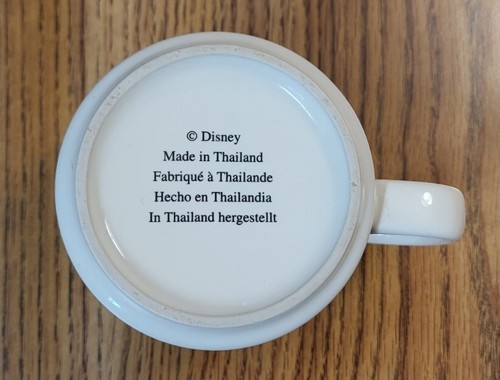 © Disney
Made in Thailand
Fabriqué à Thailande
Hecho en Thailandia
In Thailand hergestellt